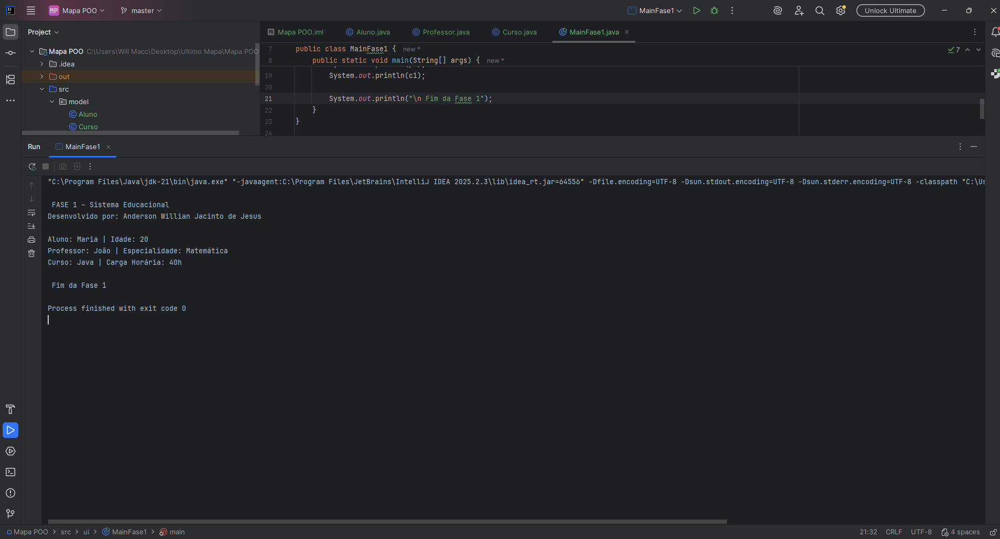 MP Mapa POO master MainFase1 Unlock Ultimate
Project
Mapa POO.iml Aluno.java Professor.java Curso.java MainFase1.java
Mapa POO C:\Users\Will Macc\Desktop\Ultimo Mapa\Mapa POO
.idea
out
src
model
Aluno
Curso
7 public class MainFase1 { new *
7
8 public static void main(String[] args) { new *
19 System.out.println(c1);
20
21 System.out.println("\n Fim da Fase 1");
22 }
23 }
24
Run MainFase1
"C:\Program Files\Java\jdk-21\bin\java.exe" "-javaagent:C:\Program Files\JetBrains\IntelliJ IDEA 2025.2.3\lib\idea_rt.jar=64556" -Dfile.encoding=UTF-8 -Dsun.stdout.encoding=UTF-8 -Dsun.stderr.encoding=UTF-8 -classpath "C:\Us
FASE 1 – Sistema Educacional
Desenvolvido por: Anderson Willian Jacinto de Jesus
Aluno: Maria | Idade: 20
Professor: João | Especialidade: Matemática
Curso: Java | Carga Horária: 40h
Fim da Fase 1
Process finished with exit code 0
Mapa POO > src > ui > MainFase1 > main 21:32 CRLF UTF-8 4 spaces